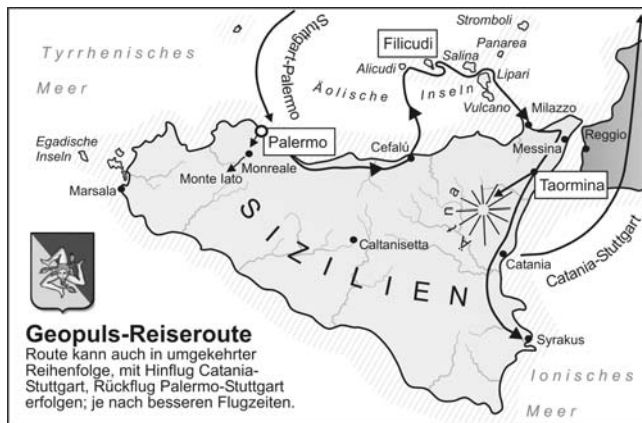 Tyrrhenisches
Meer
Stuttgart-Palermo
Stromboli
Panarea
Filicudi
Salina
Alicudi
Lipari
Äolische Inseln
Vulcano
Milazzo
Egadische
Inseln
Palermo
Cefalú
Messina
Reggio
Monreale
Monte Iato
Marsala
Taormina
Ätna
SIZILIEN
Caltanisetta
Catania
Catania-Stuttgart
Syrakus
Ionisches
Meer
Geopuls-Reiseroute
Route kann auch in umgekehrter
Reihenfolge, mit Hinflug Catania-
Stuttgart, Rückflug Palermo-Stuttgart
erfolgen; je nach besseren Flugzeiten.